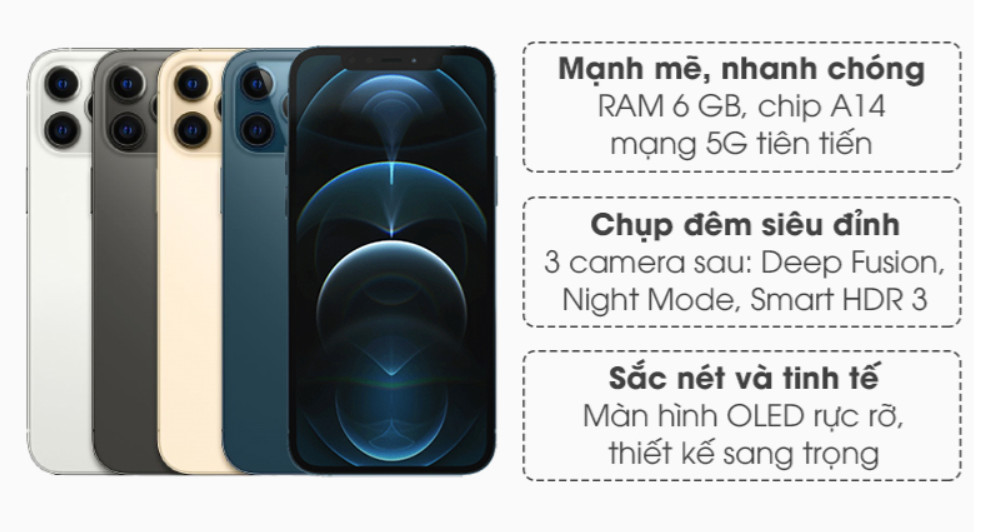 Mạnh mẽ, nhanh chóng
RAM 6 GB, chip A14
mạng 5G tiên tiến
Chụp đêm siêu đỉnh
3 camera sau: Deep Fusion,
Night Mode, Smart HDR 3
Sắc nét và tinh tế
Màn hình OLED rực rỡ,
thiết kế sang trọng